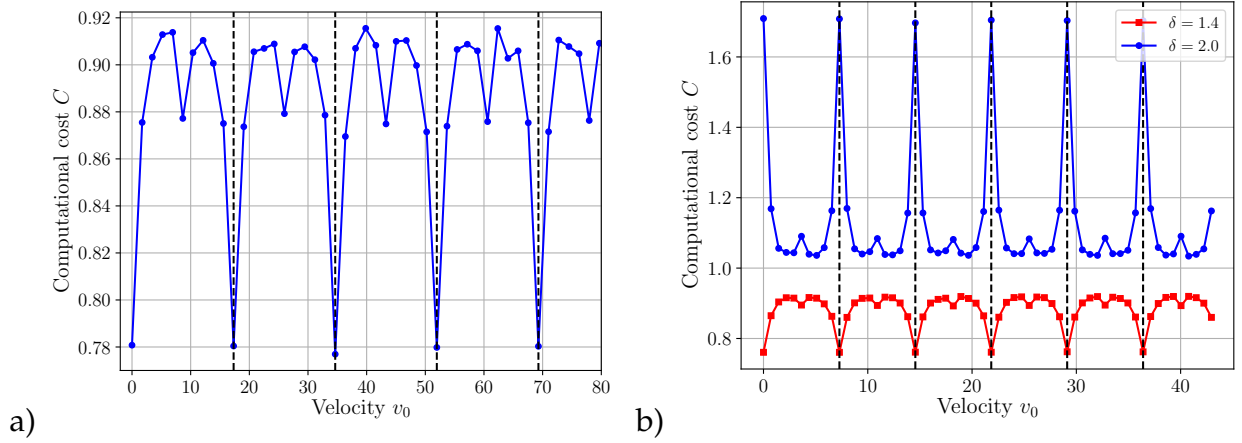 0.92
0.90
0.88
0.86
0.84
0.82
0.80
0.78
Computational cost C
0 10 20 30 40 50 60 70 80
Velocity v₀
a)
1.6
1.4
1.2
1.0
0.8
Computational cost C
δ = 1.4
δ = 2.0
0 10 20 30 40
Velocity v₀
b)